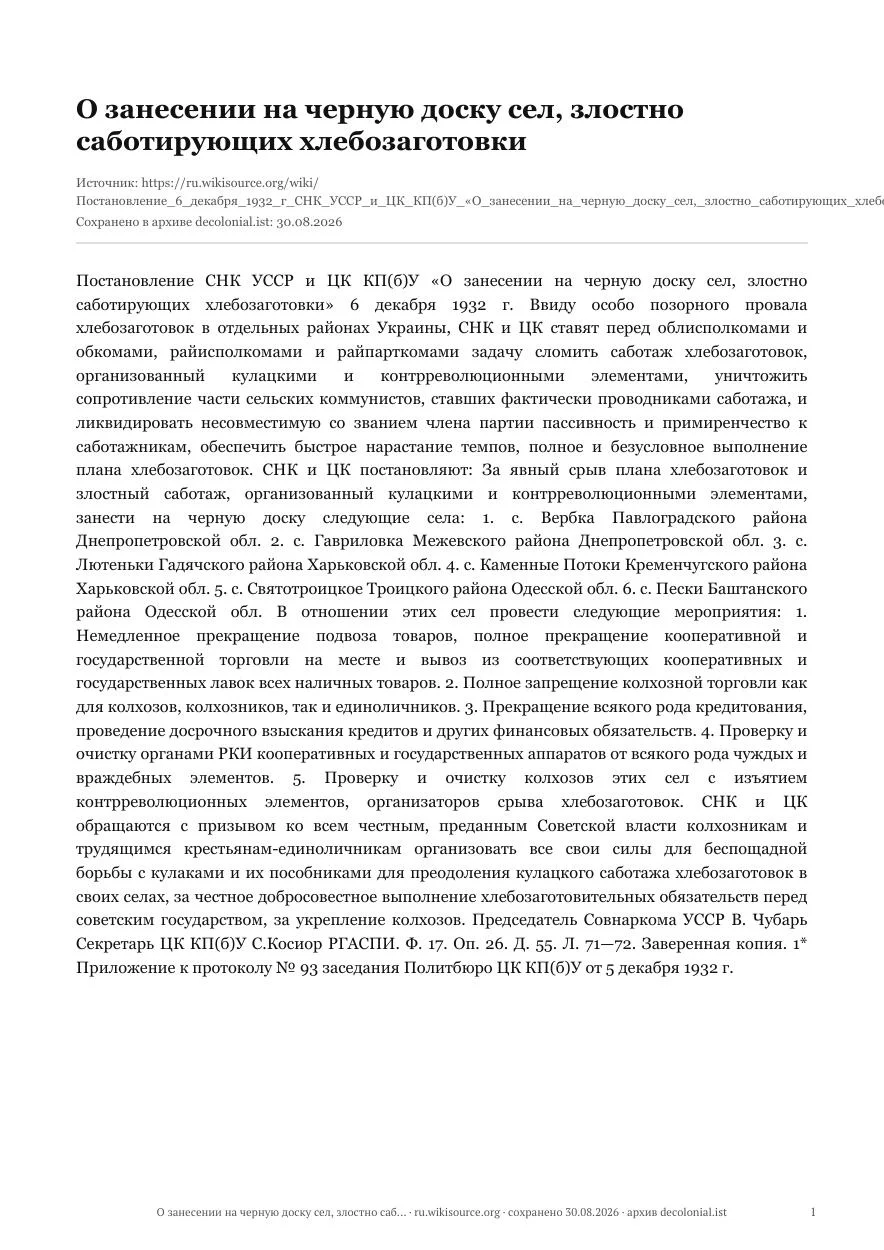 О занесении на черную доску сел, злостно
саботирующих хлебозаготовки
Источник: https://ru.wikisource.org/wiki/
Постановление_6_декабря_1932_г_СНК_УССР_и_ЦК_КП(б)У_«О_занесении_на_черную_доску_сел,_злостно_саботирующих_хлеб
Сохранено в архиве decolonial.ist: 30.08.2026
Постановление СНК УССР и ЦК КП(б)У «О занесении на черную доску сел, злостно
саботирующих хлебозаготовки» 6 декабря 1932 г. Ввиду особо позорного провала
хлебозаготовок в отдельных районах Украины, СНК и ЦК ставят перед облисполкомами и
обкомами, райисполкомами и райпарткомами задачу сломить саботаж хлебозаготовок,
организованный кулацкими и контрреволюционными элементами, уничтожить
сопротивление части сельских коммунистов, ставших фактически проводниками саботажа, и
ликвидировать несовместимую со званием члена партии пассивность и примиренчество к
саботажникам, обеспечить быстрое нарастание темпов, полное и безусловное выполнение
плана хлебозаготовок. СНК и ЦК постановляют: За явный срыв плана хлебозаготовок и
злостный саботаж, организованный кулацкими и контрреволюционными элементами,
занести на черную доску следующие села: 1. с. Вербка Павлоградского района
Днепропетровской обл. 2. с. Гавриловка Межевского района Днепропетровской обл. 3. с.
Лютеньки Гадячского района Харьковской обл. 4. с. Каменные Потоки Кременчугского района
Харьковской обл. 5. с. Святотроицкое Троицкого района Одесской обл. 6. с. Пески Баштанского
района Одесской обл. В отношении этих сел провести следующие мероприятия: 1.
Немедленное прекращение подвоза товаров, полное прекращение кооперативной и
государственной торговли на месте и вывоз из соответствующих кооперативных и
государственных лавок всех наличных товаров. 2. Полное запрещение колхозной торговли как
для колхозов, колхозников, так и единоличников. 3. Прекращение всякого рода кредитования,
проведение досрочного взыскания кредитов и других финансовых обязательств. 4. Проверку и
очистку органами РКИ кооперативных и государственных аппаратов от всякого рода чуждых и
враждебных элементов. 5. Проверку и очистку колхозов этих сел с изъятием
контрреволюционных элементов, организаторов срыва хлебозаготовок. СНК и ЦК
обращаются с призывом ко всем честным, преданным Советской власти колхозникам и
трудящимся крестьянам-единоличникам организовать все свои силы для беспощадной
борьбы с кулаками и их пособниками для преодоления кулацкого саботажа хлебозаготовок в
своих селах, за честное добросовестное выполнение хлебозаготовительных обязательств перед
советским государством, за укрепление колхозов. Председатель Совнаркома УССР В. Чубарь
Секретарь ЦК КП(б)У С.Косиор РГАСПИ. Ф. 17. Оп. 26. Д. 55. Л. 71—72. Заверенная копия. 1*
Приложение к протоколу № 93 заседания Политбюро ЦК КП(б)У от 5 декабря 1932 г.
О занесении на черную доску сел, злостно саб… · ru.wikisource.org · сохранено 30.08.2026 · архив decolonial.ist 1